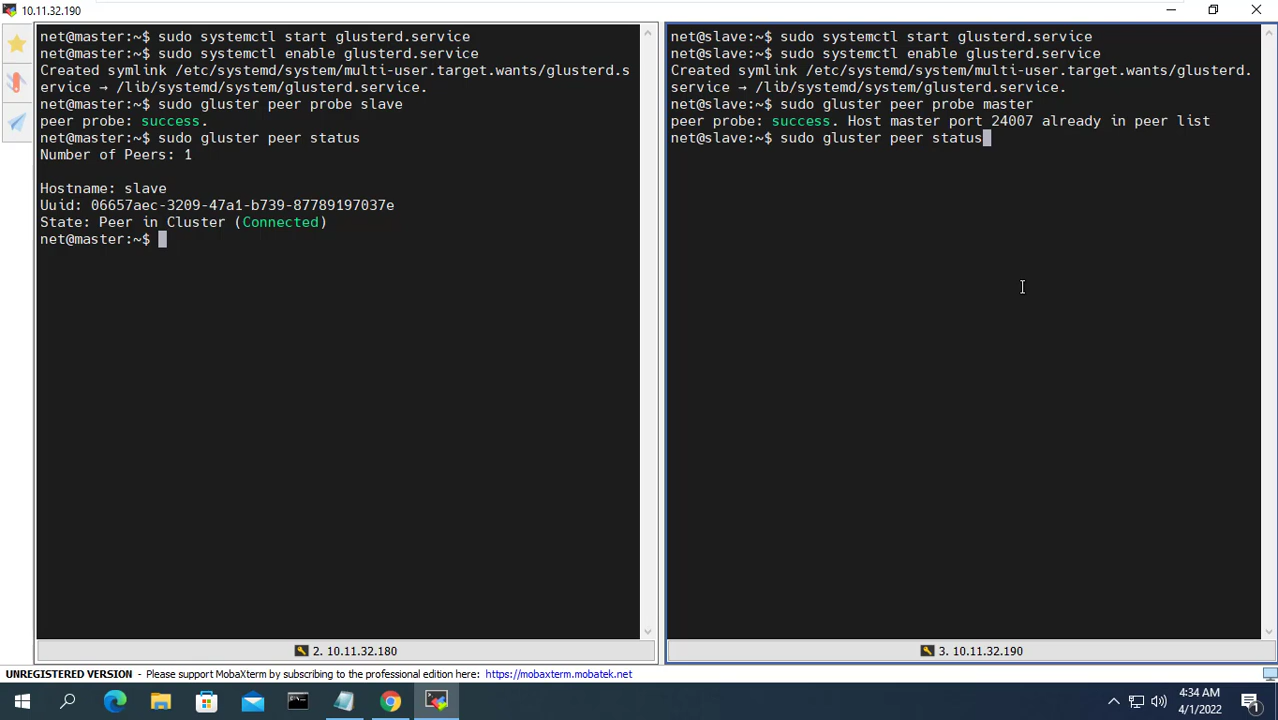 10.11.32.190
net@master:~$ sudo systemctl start glusterd.service
net@master:~$ sudo systemctl enable glusterd.service
Created symlink /etc/systemd/system/multi-user.target.wants/glusterd.s
ervice → /lib/systemd/system/glusterd.service.
net@master:~$ sudo gluster peer probe slave
peer probe: success.
net@master:~$ sudo gluster peer status
Number of Peers: 1
Hostname: slave
Uuid: 06657aec-3209-47a1-b739-87789197037e
State: Peer in Cluster (Connected)
net@master:~$
2. 10.11.32.180
net@slave:~$ sudo systemctl start glusterd.service
net@slave:~$ sudo systemctl enable glusterd.service
Created symlink /etc/systemd/system/multi-user.target.wants/glusterd.
service → /lib/systemd/system/glusterd.service.
net@slave:~$ sudo gluster peer probe master
peer probe: success. Host master port 24007 already in peer list
net@slave:~$ sudo gluster peer status
3. 10.11.32.190
UNREGISTERED VERSION - Please support MobaXterm by subscribing to the professional edition here: https://mobaxterm.mobatek.net
4:34 AM
4/1/2022
1